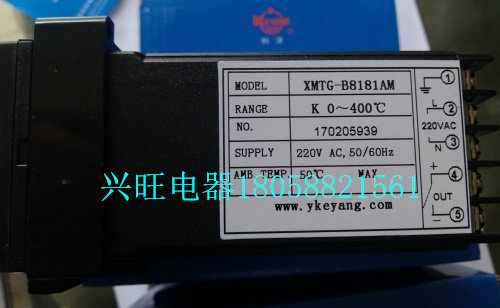 KEYANG
MODEL XMTG-B8181AM
RANGE K 0～400℃
NO. 170205939
SUPPLY 220V AC, 50/60Hz
AMB.TEMP 50℃ MAX
www.ykeyang.com
1
L 2
220VAC
N 3
+ 4
OUT
- 5
兴旺电器18058821561